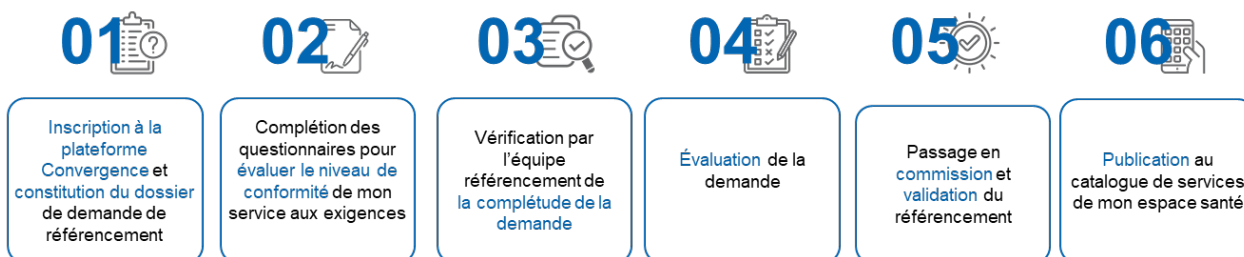 01
Inscription à la
plateforme
Convergence et
constitution du dossier
de demande de
référencement
02
Complétion des
questionnaires pour
évaluer le niveau de
conformité de mon
service aux exigences
03
Vérification par
l'équipe
référencement de
la complétude de la
demande
04
Évaluation de la
demande
05
Passage en
commission et
validation du
référencement
06
Publication au
catalogue de services
de mon espace santé